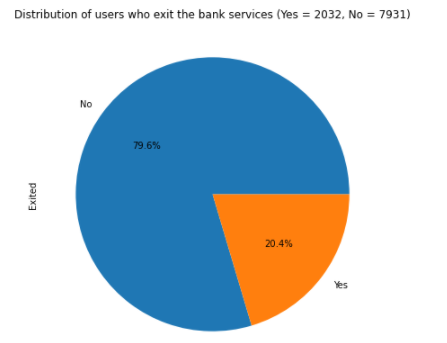 Distribution of users who exit the bank services (Yes = 2032, No = 7931)
No
79.6%
Exited
20.4%
Yes